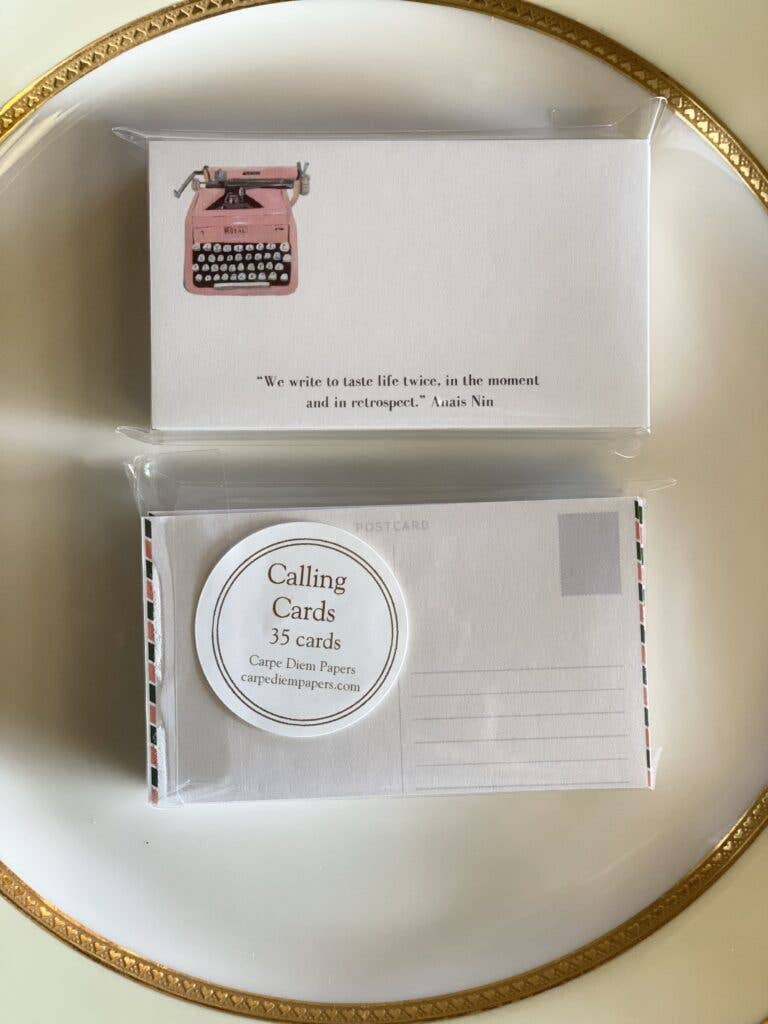 ROYAL
“We write to taste life twice, in the moment
and in retrospect.” Anais Nin
POSTCARD
Calling
Cards
35 cards
Carpe Diem Papers
carpediempapers.com